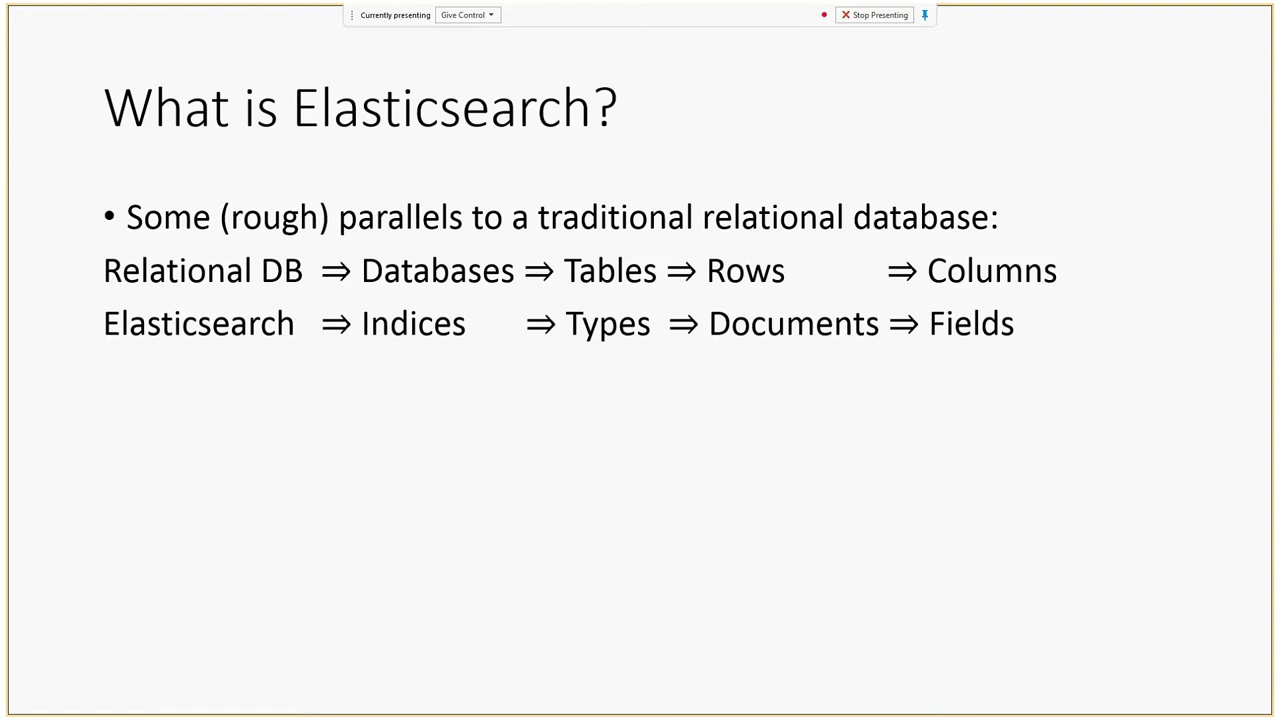 Currently presenting Give Control Stop Presenting
What is Elasticsearch?
• Some (rough) parallels to a traditional relational database:
Relational DB ⇒ Databases ⇒ Tables ⇒ Rows ⇒ Columns
Elasticsearch ⇒ Indices ⇒ Types ⇒ Documents ⇒ Fields